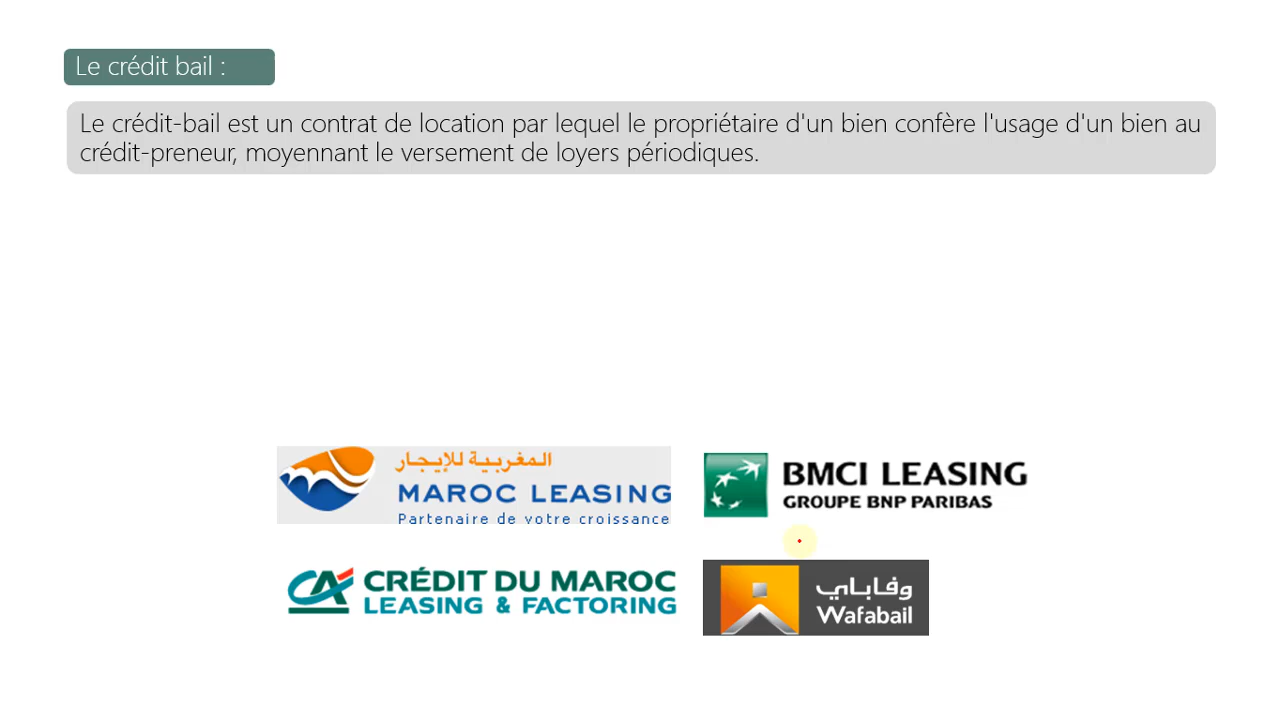 Le crédit bail :
Le crédit-bail est un contrat de location par lequel le propriétaire d'un bien confère l'usage d'un bien au
crédit-preneur, moyennant le versement de loyers périodiques.
المغربية للإيجار
MAROC LEASING
Partenaire de votre croissance
BMCI LEASING
GROUPE BNP PARIBAS
CA CRÉDIT DU MAROC
LEASING & FACTORING
وفاباي
Wafabail